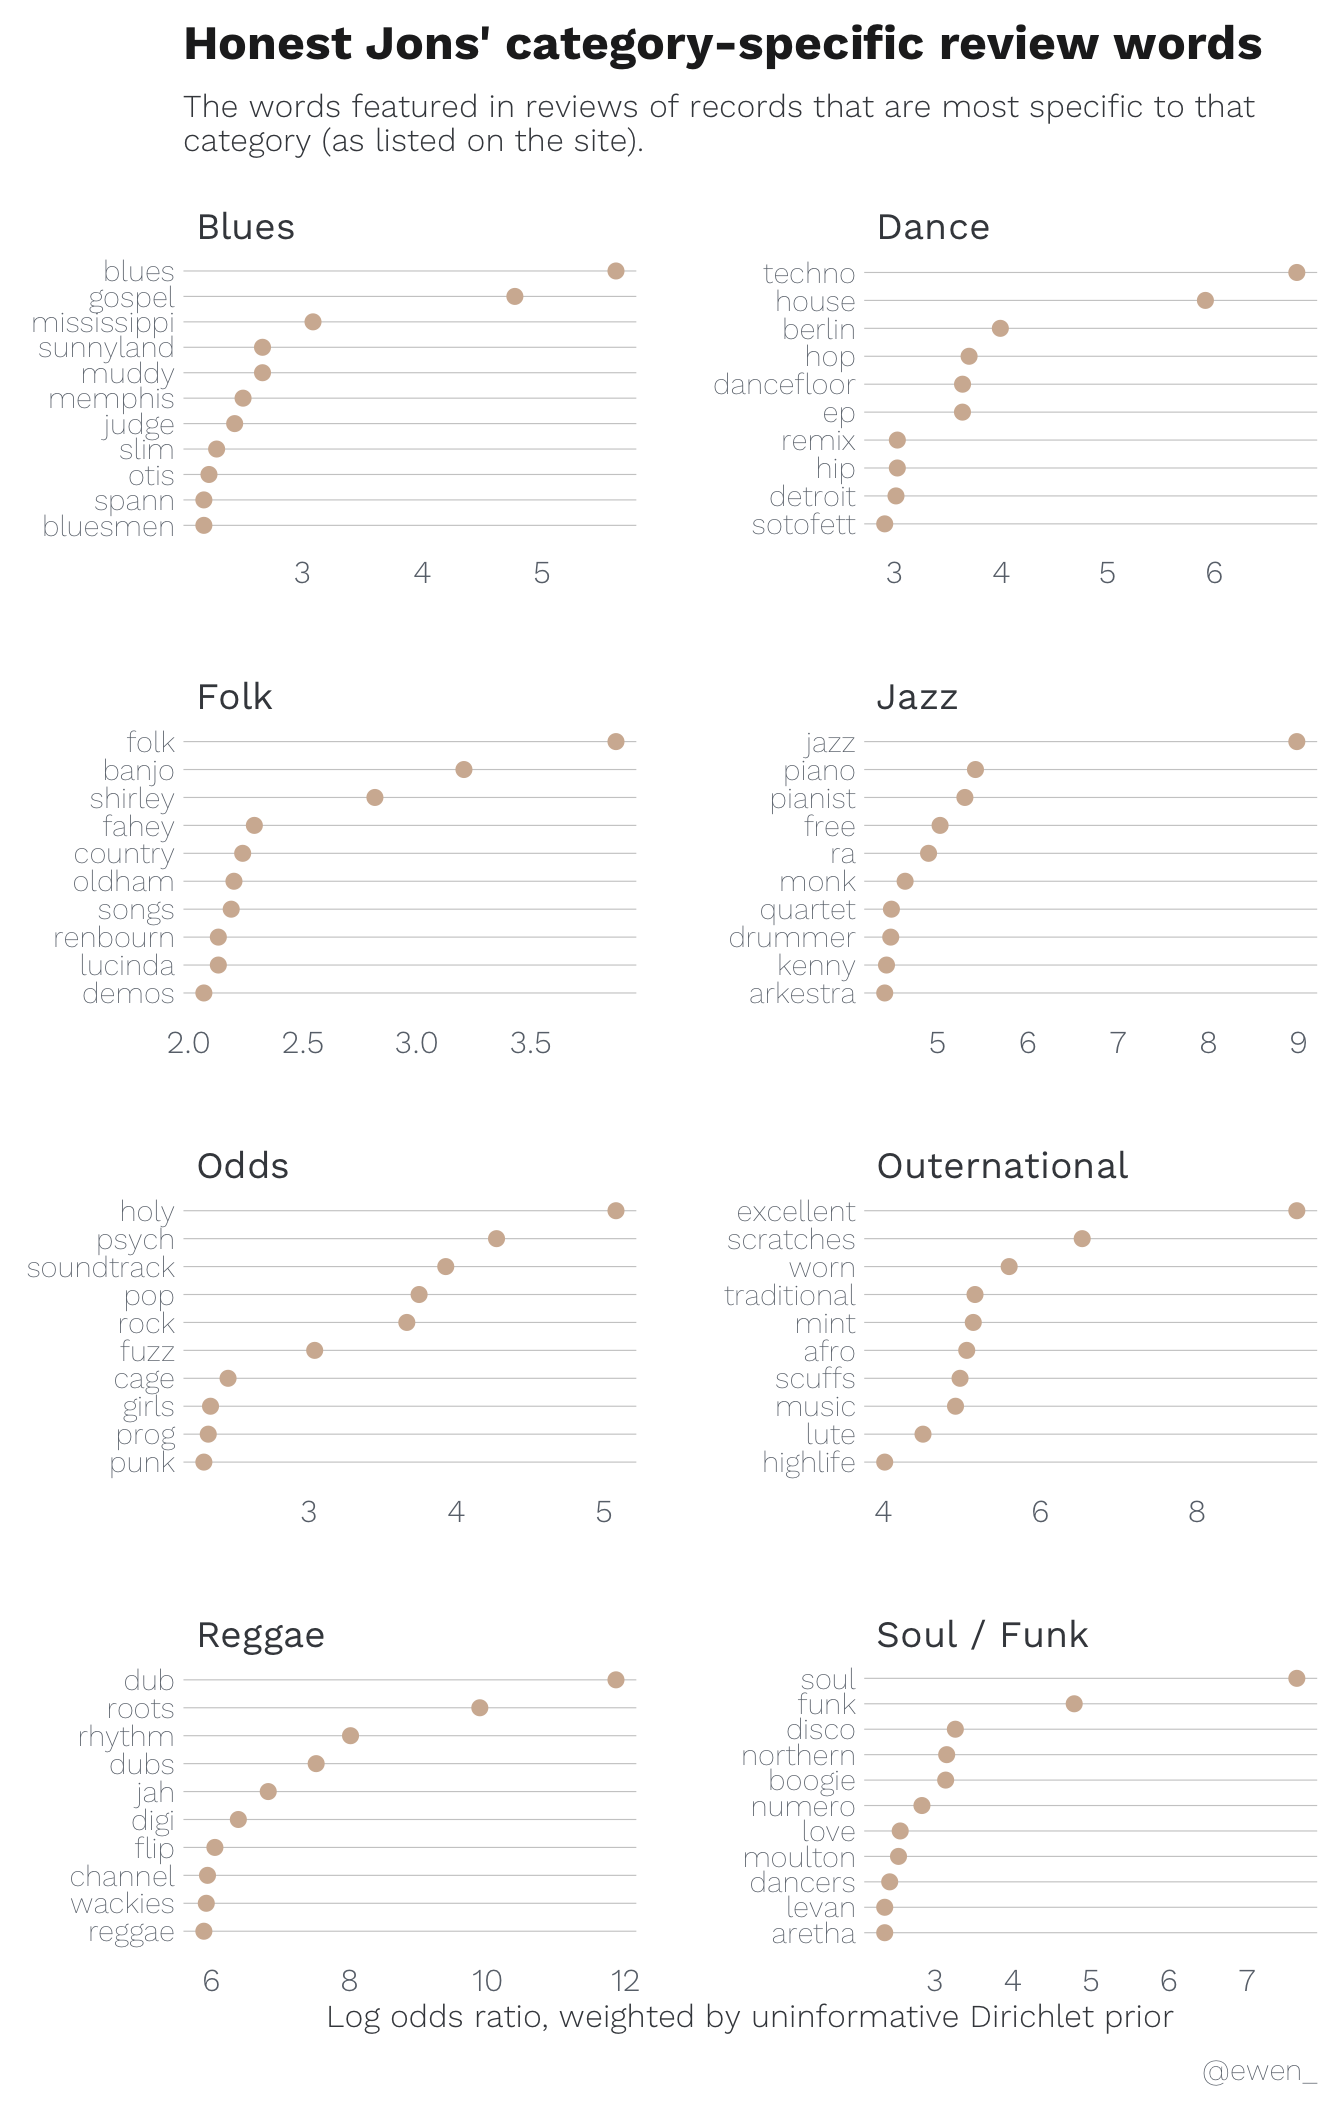 Honest Jons' category-specific review words
The words featured in reviews of records that are most specific to that
category (as listed on the site).
Blues
blues
gospel
mississippi
sunnyland
muddy
memphis
judge
slim
otis
spann
bluesmen
3 4 5
Dance
techno
house
berlin
hop
dancefloor
ep
remix
hip
detroit
sotofett
3 4 5 6
Folk
folk
banjo
shirley
fahey
country
oldham
songs
renbourn
lucinda
demos
2.0 2.5 3.0 3.5
Jazz
jazz
piano
pianist
free
ra
monk
quartet
drummer
kenny
arkestra
5 6 7 8 9
Odds
holy
psych
soundtrack
pop
rock
fuzz
cage
girls
prog
punk
3 4 5
Outernational
excellent
scratches
worn
traditional
mint
afro
scuffs
music
lute
highlife
4 6 8
Reggae
dub
roots
rhythm
dubs
jah
digi
flip
channel
wackies
reggae
6 8 10 12
Soul / Funk
soul
funk
disco
northern
boogie
numero
love
moulton
dancers
levan
aretha
3 4 5 6 7
Log odds ratio, weighted by uninformative Dirichlet prior
@ewen_